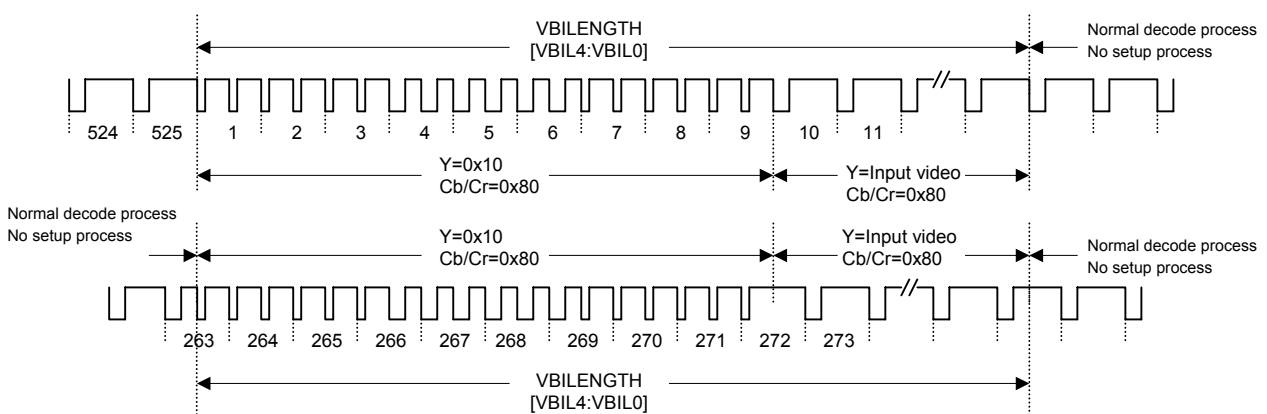 VBILENGTH
[VBIL4:VBIL0]
Normal decode process
No setup process
524 525 1 2 3 4 5 6 7 8 9 10 11
Y=0x10
Cb/Cr=0x80
Y=Input video
Cb/Cr=0x80
Normal decode process
No setup process
Y=0x10
Cb/Cr=0x80
Y=Input video
Cb/Cr=0x80
Normal decode process
No setup process
263 264 265 266 267 268 269 270 271 272 273
VBILENGTH
[VBIL4:VBIL0]